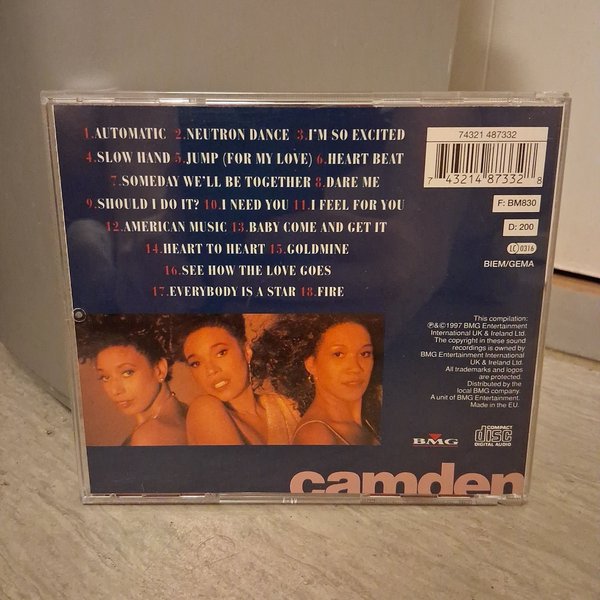 1.AUTOMATIC 2.NEUTRON DANCE 3.I'M SO EXCITED
4.SLOW HAND 5.JUMP (FOR MY LOVE) 6.HEART BEAT
7.SOMEDAY WE'LL BE TOGETHER 8.DARE ME
9.SHOULD I DO IT? 10.I NEED YOU 11.I FEEL FOR YOU
12.AMERICAN MUSIC 13.BABY COME AND GET IT
14.HEART TO HEART 15.GOLDMINE
16.SEE HOW THE LOVE GOES
17.EVERYBODY IS A STAR 18.FIRE
74321 487332
7 43214 87332 8
F: BM830
D: 200
LC 0316
BIEM/GEMA
This compilation:
℗&©1997 BMG Entertainment
International UK & Ireland Ltd.
The copyright in these sound
recordings is owned by
BMG Entertainment International
UK & Ireland Ltd.
All trademarks and logos
are protected.
Distributed by the
local BMG company.
A unit of BMG Entertainment.
Made in the EU.
BMG
COMPACT
disc
DIGITAL AUDIO
camden